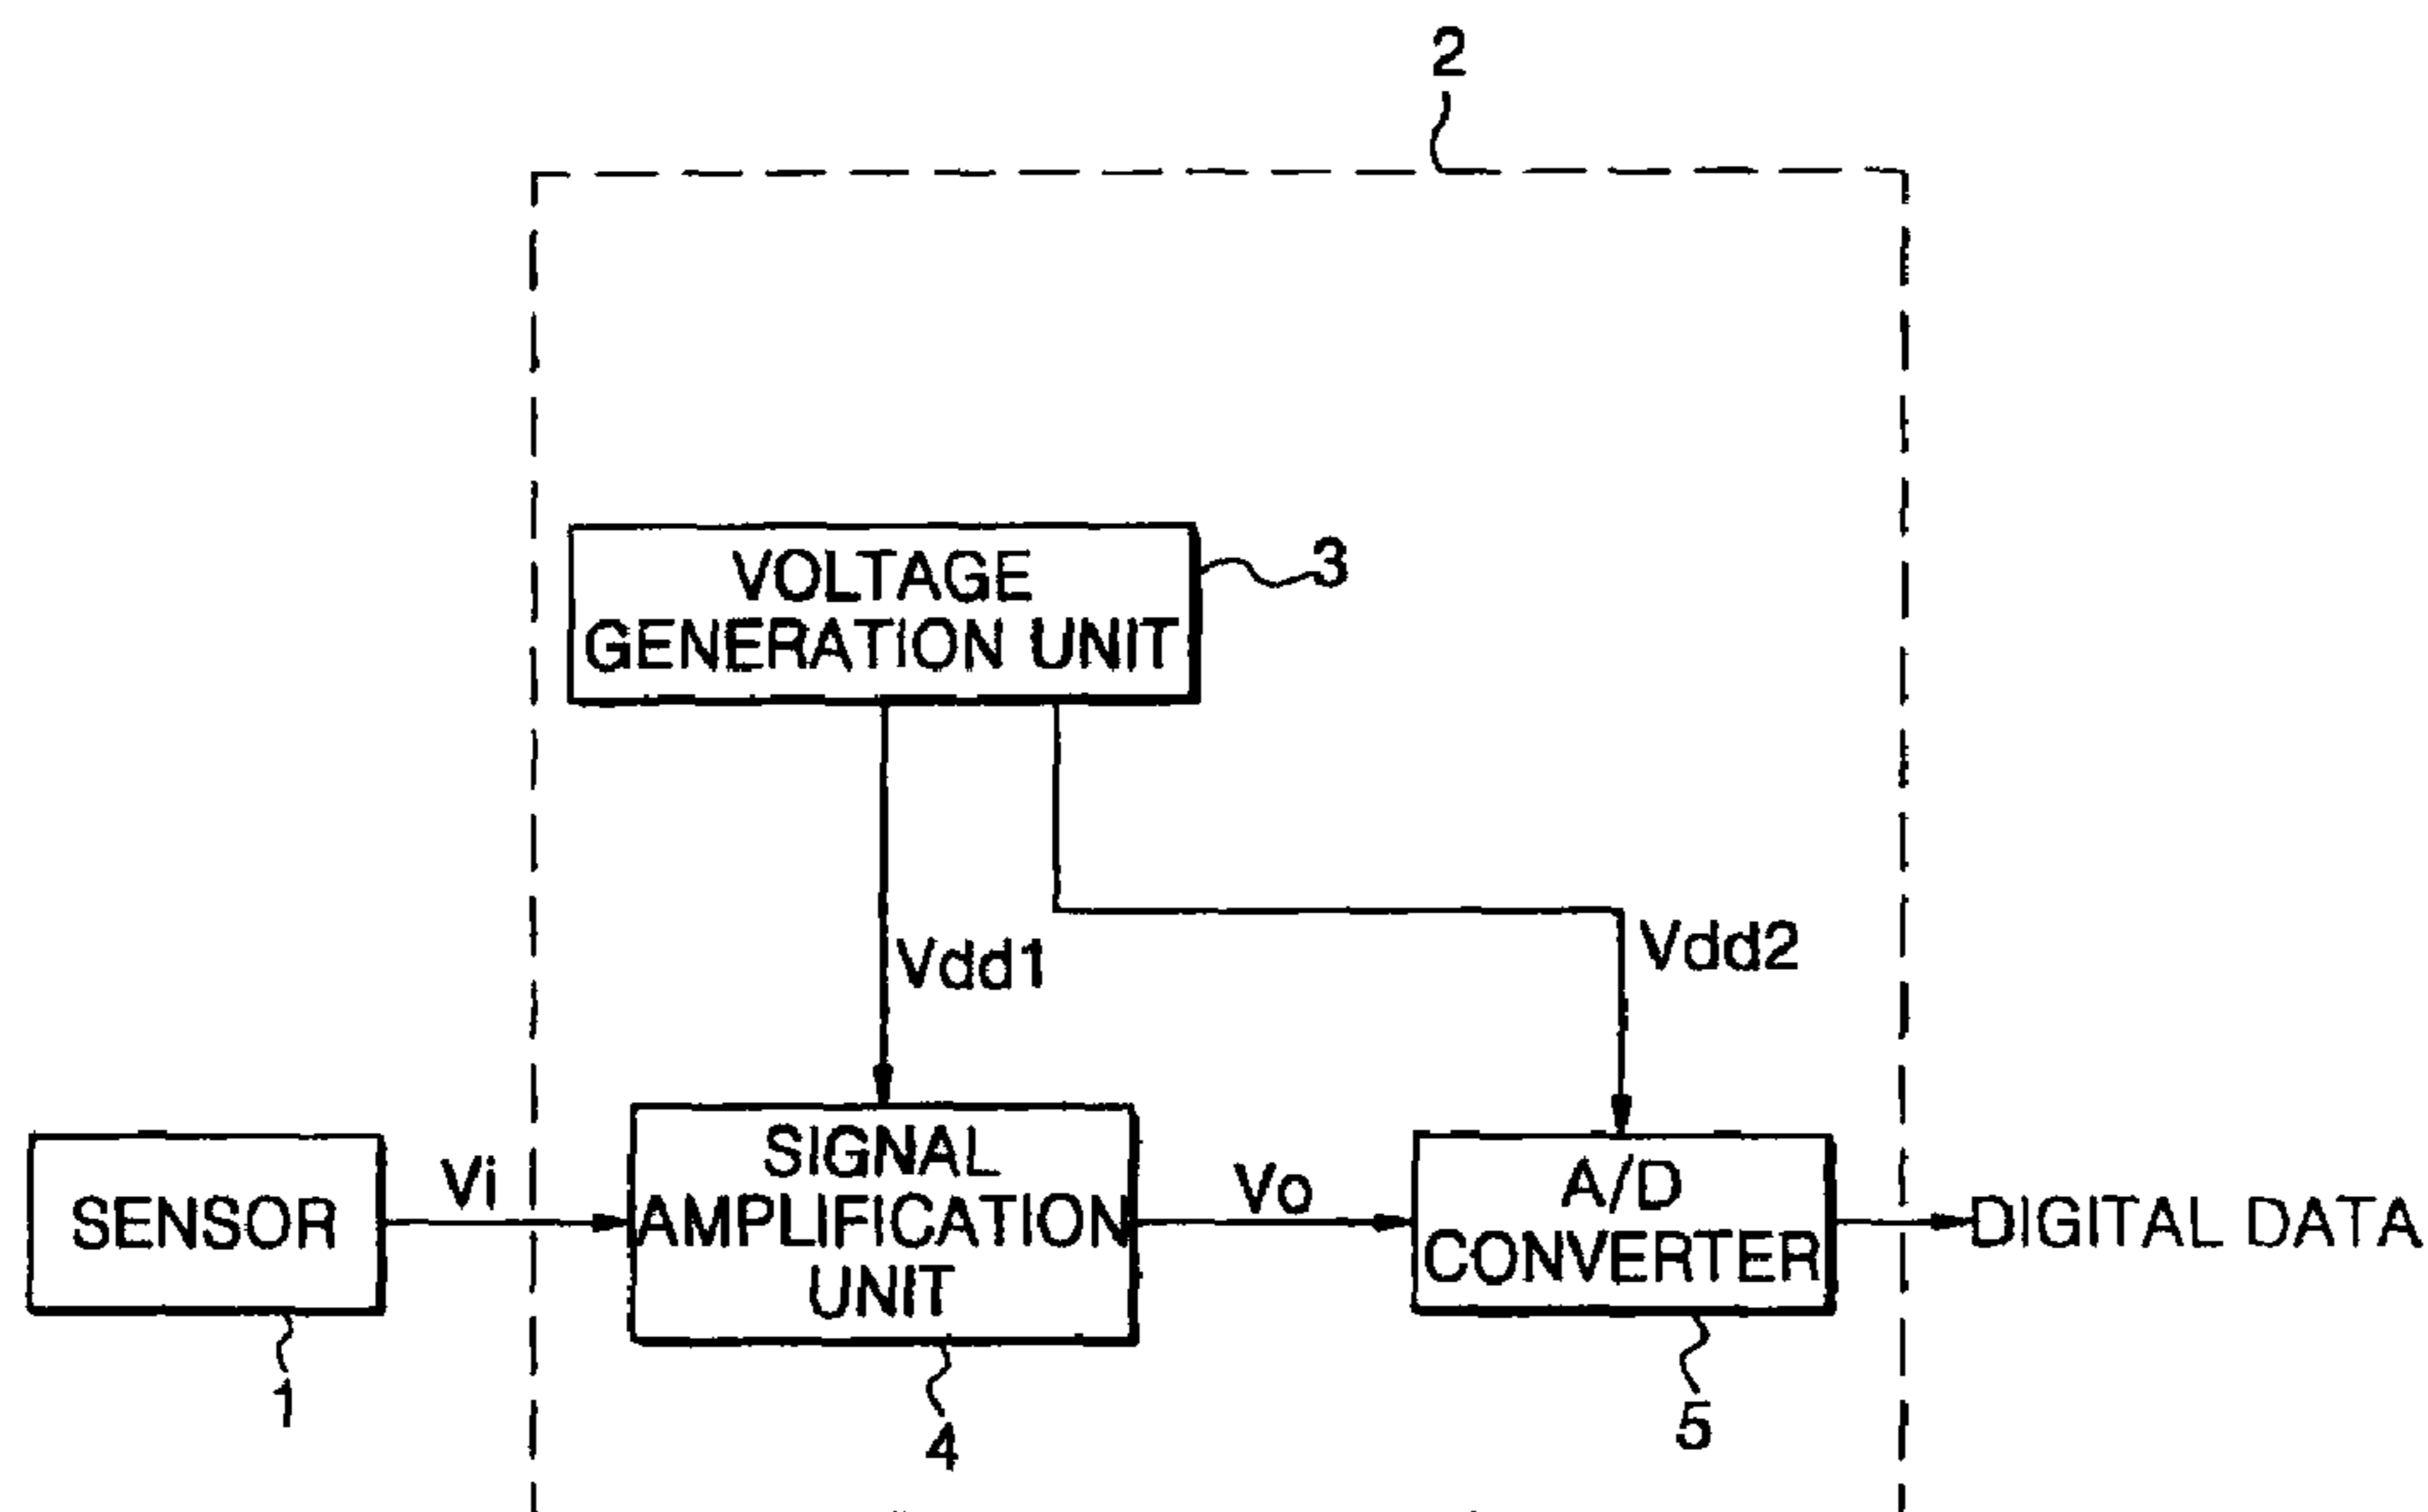 2
VOLTAGE
GENERATION UNIT
3
Vdd1
Vdd2
SENSOR
Vi
SIGNAL
AMPLIFICATION
UNIT
Vo
A/D
CONVERTER
DIGITAL DATA
1
4
5